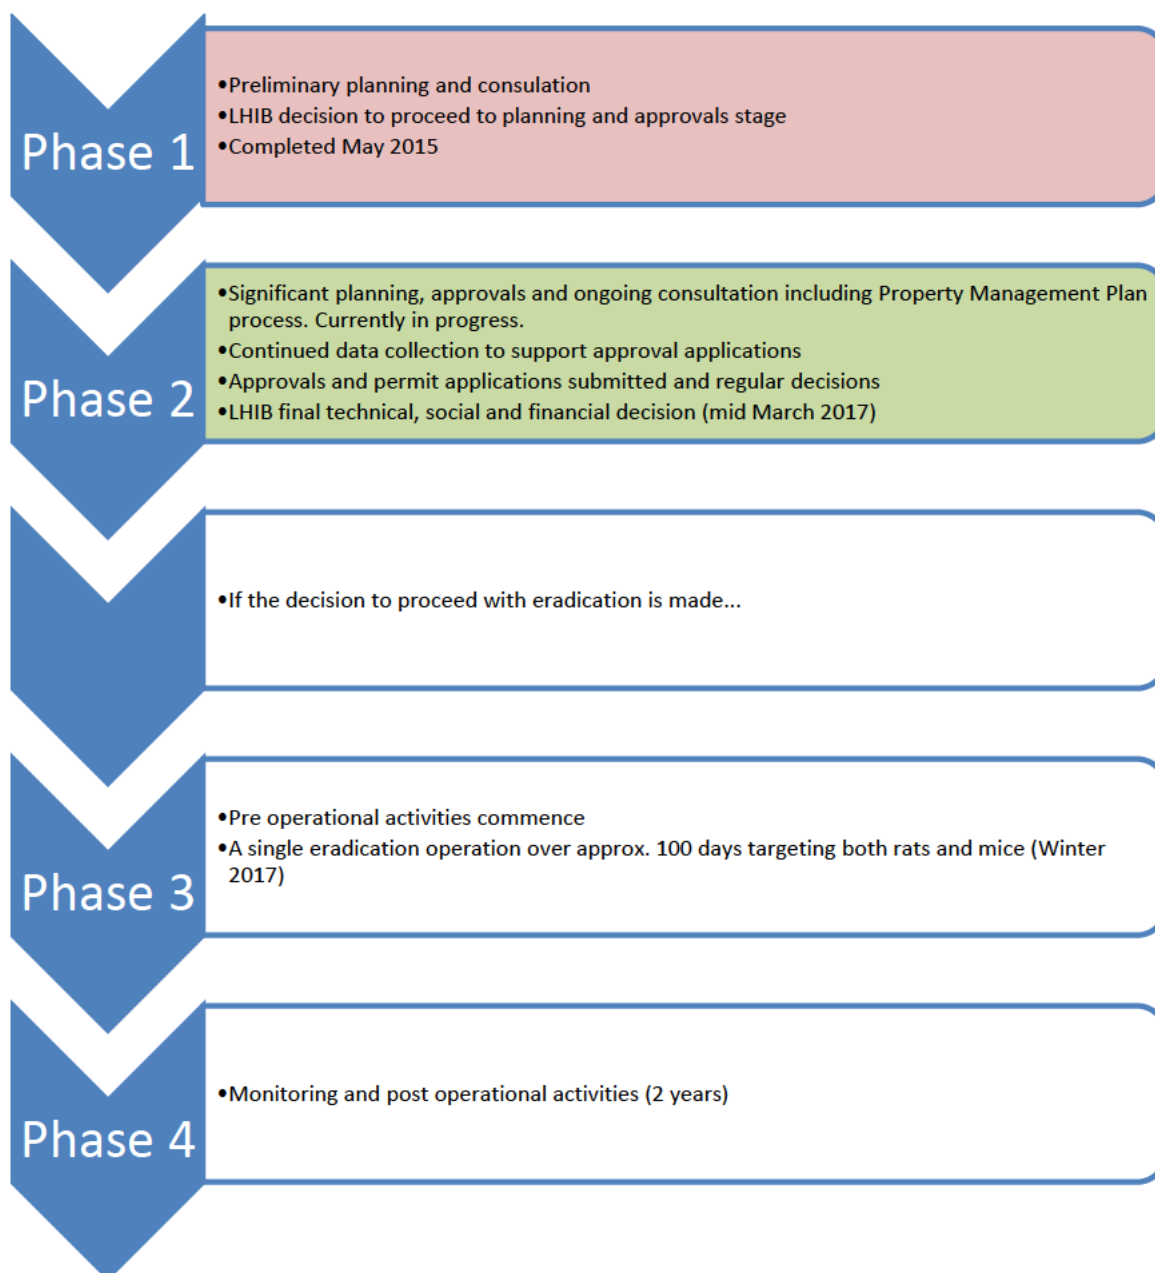 Phase 1
•Preliminary planning and consulation
•LHIB decision to proceed to planning and approvals stage
•Completed May 2015
Phase 2
•Significant planning, approvals and ongoing consultation including Property Management Plan
process. Currently in progress.
•Continued data collection to support approval applications
•Approvals and permit applications submitted and regular decisions
•LHIB final technical, social and financial decision (mid March 2017)
•If the decision to proceed with eradication is made...
Phase 3
•Pre operational activities commence
•A single eradication operation over approx. 100 days targeting both rats and mice (Winter
2017)
Phase 4
•Monitoring and post operational activities (2 years)